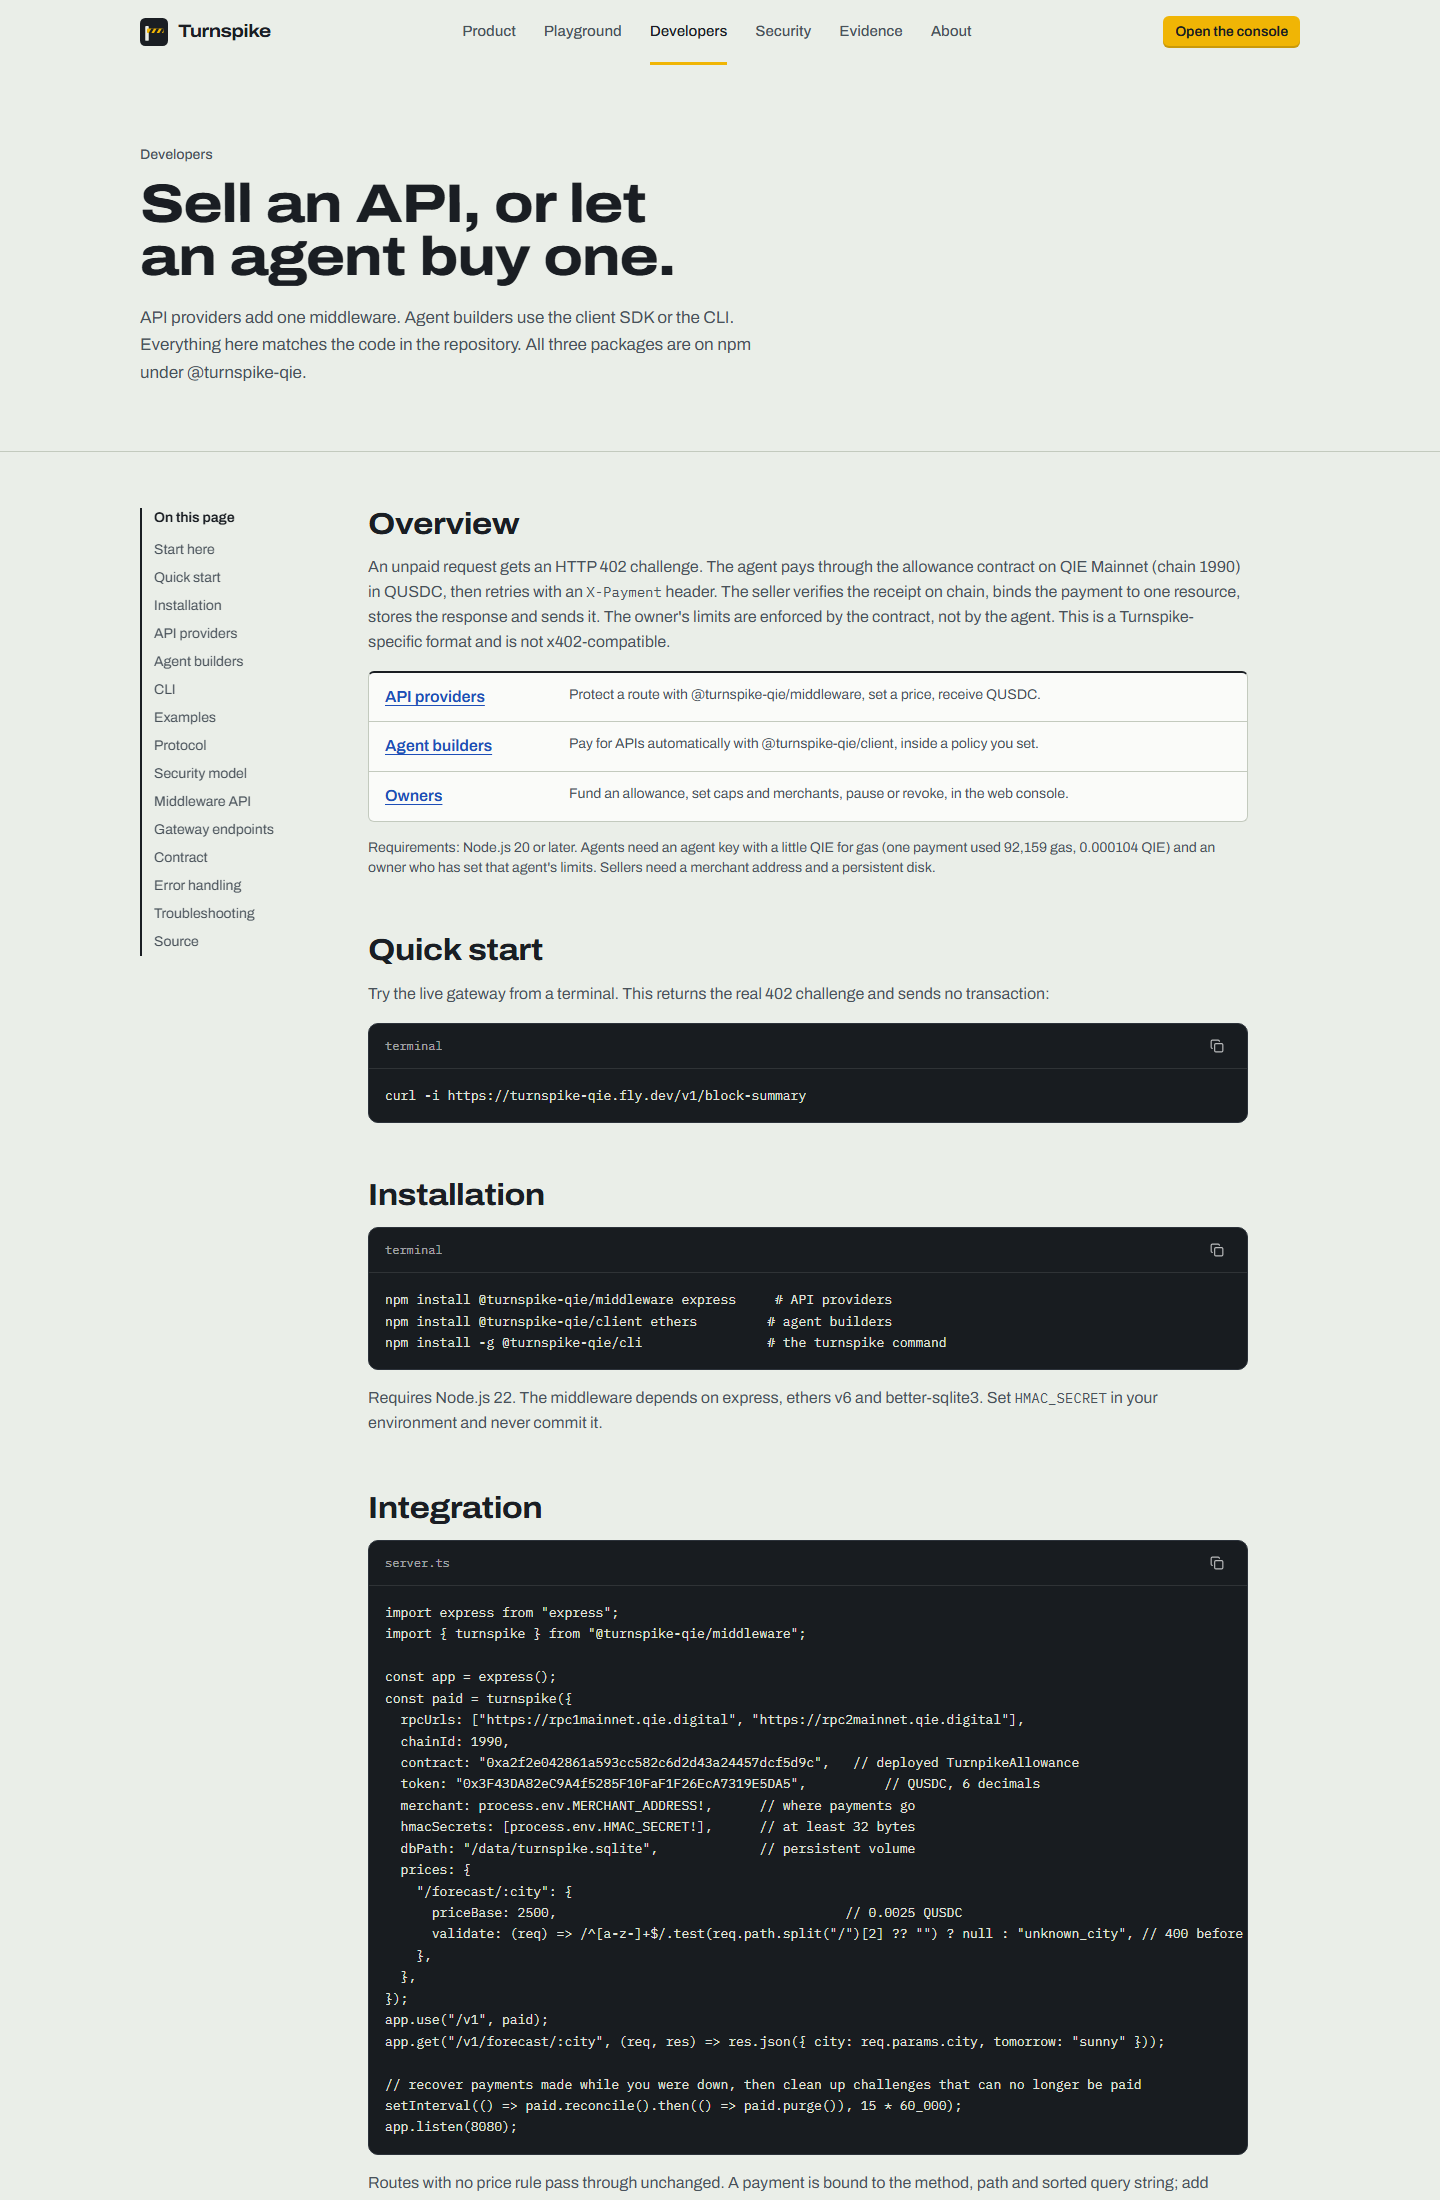 Turnspike
Product
Playground
Developers
Security
Evidence
About
Open the console
Developers
Sell an API, or let
an agent buy one.
API providers add one middleware. Agent builders use the client SDK or the CLI.
Everything here matches the code in the repository. All three packages are on npm
under @turnspike-qie.
On this page
Start here
Quick start
Installation
API providers
Agent builders
CLI
Examples
Protocol
Security model
Middleware API
Gateway endpoints
Contract
Error handling
Troubleshooting
Source
Overview
An unpaid request gets an HTTP 402 challenge. The agent pays through the allowance contract on QIE Mainnet (chain 1990)
in QUSDC, then retries with an X-Payment header. The seller verifies the receipt on chain, binds the payment to one resource,
stores the response and sends it. The owner's limits are enforced by the contract, not by the agent. This is a Turnspike-
specific format and is not x402-compatible.
API providers
Protect a route with @turnspike-qie/middleware, set a price, receive QUSDC.
Agent builders
Pay for APIs automatically with @turnspike-qie/client, inside a policy you set.
Owners
Fund an allowance, set caps and merchants, pause or revoke, in the web console.
Requirements: Node.js 20 or later. Agents need an agent key with a little QIE for gas (one payment used 92,159 gas, 0.000104 QIE) and an
owner who has set that agent's limits. Sellers need a merchant address and a persistent disk.
Quick start
Try the live gateway from a terminal. This returns the real 402 challenge and sends no transaction:
terminal
curl -i https://turnspike-qie.fly.dev/v1/block-summary
Installation
terminal
npm install @turnspike-qie/middleware express     # API providers
npm install @turnspike-qie/client ethers         # agent builders
npm install -g @turnspike-qie/cli                # the turnspike command
Requires Node.js 22. The middleware depends on express, ethers v6 and better-sqlite3. Set HMAC_SECRET in your
environment and never commit it.
Integration
server.ts
import express from "express";
import { turnspike } from "@turnspike-qie/middleware";
const app = express();
const paid = turnspike({
  rpcUrls: ["https://rpc1mainnet.qie.digital", "https://rpc2mainnet.qie.digital"],
  chainId: 1990,
  contract: "0xa2f2e042861a593cc582c6d2d43a24457dcf5d9c",   // deployed TurnpikeAllowance
  token: "0x3F43DA82eC9A4f5285F10FaF1F26EcA7319E5DA5",          // QUSDC, 6 decimals
  merchant: process.env.MERCHANT_ADDRESS!,      // where payments go
  hmacSecrets: [process.env.HMAC_SECRET!],      // at least 32 bytes
  dbPath: "/data/turnspike.sqlite",             // persistent volume
  prices: {
    "/forecast/:city": {
      priceBase: 2500,                                     // 0.0025 QUSDC
      validate: (req) => /^[a-z-]+$/.test(req.path.split("/")[2] ?? "") ? null : "unknown_city", // 400 before
    },
  },
});
app.use("/v1", paid);
app.get("/v1/forecast/:city", (req, res) => res.json({ city: req.params.city, tomorrow: "sunny" }));
// recover payments made while you were down, then clean up challenges that can no longer be paid
setInterval(() => paid.reconcile().then(() => paid.purge()), 15 * 60_000);
app.listen(8080);
Routes with no price rule pass through unchanged. A payment is bound to the method, path and sorted query string; add